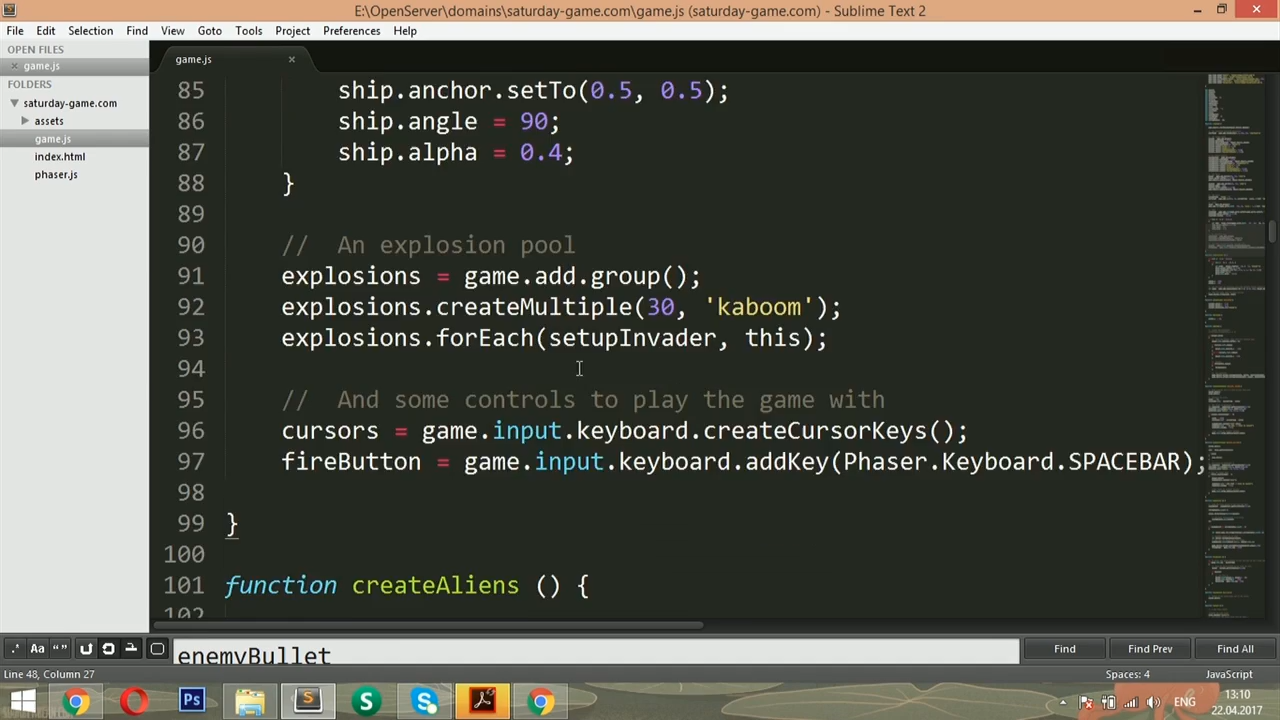 E:\OpenServer\domains\saturday-game.com\game.js (saturday-game.com) - Sublime Text 2
File Edit Selection Find View Goto Tools Project Preferences Help
OPEN FILES
game.js
FOLDERS
saturday-game.com
assets
game.js
index.html
phaser.js
game.js
85 ship.anchor.setTo(0.5, 0.5);
86 ship.angle = 90;
87 ship.alpha = 0.4;
88 }
89
90 // An explosion pool
91 explosions = game.add.group();
92 explosions.createMultiple(30, 'kaboom');
93 explosions.forEach(setupInvader, this);
94
95 // And some controls to play the game with
96 cursors = game.input.keyboard.createCursorKeys();
97 fireButton = game.input.keyboard.addKey(Phaser.Keyboard.SPACEBAR);
98
99 }
100
101 function createAliens () {
102
.* Aa “” enemyBullet Find Find Prev Find All
Line 48, Column 27 Spaces: 4 JavaScript
Ps S S ENG 13:10
22.04.2017